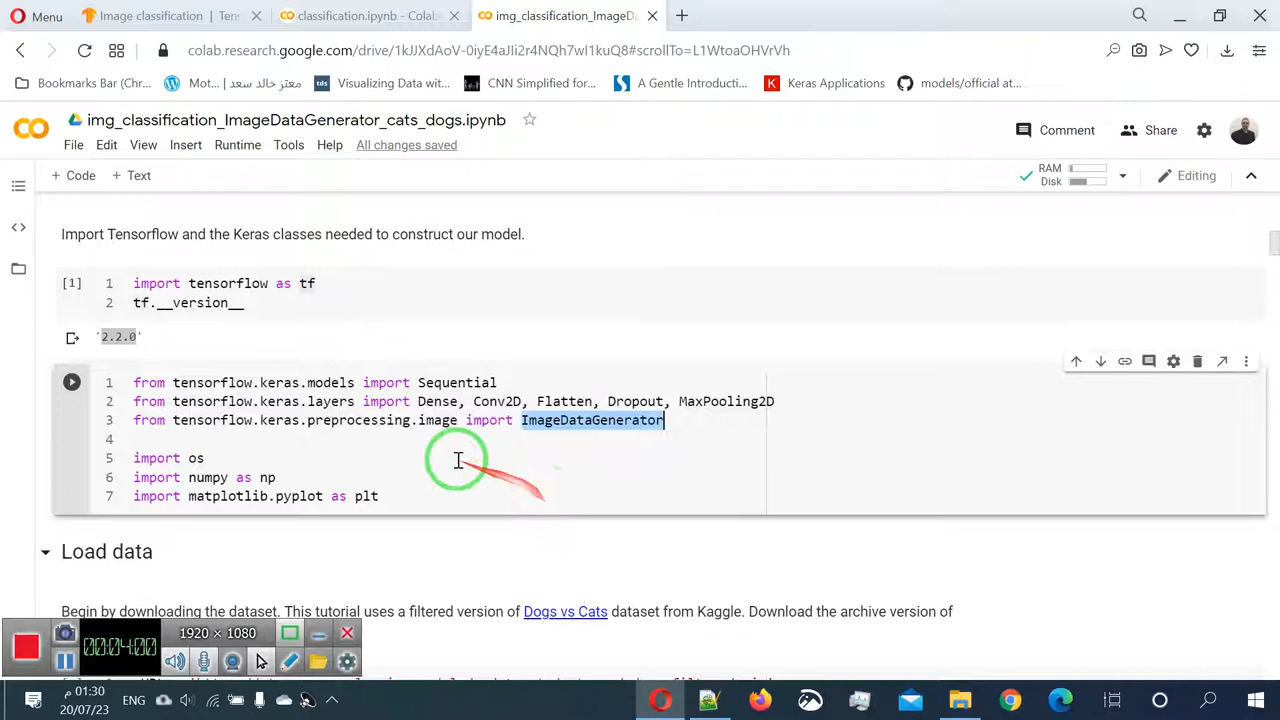 Menu
Image classification | Ten
classification.ipynb - Colab
img_classification_ImageDa
colab.research.google.com/drive/1kJJXdAoV-0iyE4aJIi2r4NQh7wI1kuQ8#scrollTo=L1WtoaOHVrVh
Bookmarks Bar (Chr...
Mot... | معتز خالد سعد
tds
Visualizing Data wit...
CNN Simplified for...
A Gentle Introducti...
K
Keras Applications
models/official at...
img_classification_ImageDataGenerator_cats_dogs.ipynb
Comment
Share
File Edit View Insert Runtime Tools Help All changes saved
+ Code + Text
RAM
Disk
Editing
Import Tensorflow and the Keras classes needed to construct our model.
[1] 1 import tensorflow as tf
2 tf.__version__
'2.2.0'
1 from tensorflow.keras.models import Sequential
2 from tensorflow.keras.layers import Dense, Conv2D, Flatten, Dropout, MaxPooling2D
3 from tensorflow.keras.preprocessing.image import ImageDataGenerator
4
5 import os
6 import numpy as np
7 import matplotlib.pyplot as plt
Load data
Begin by downloading the dataset. This tutorial uses a filtered version of Dogs vs Cats dataset from Kaggle. Download the archive version of
1920 × 1080
00:04:00
01:30 م
20/07/23
ENG